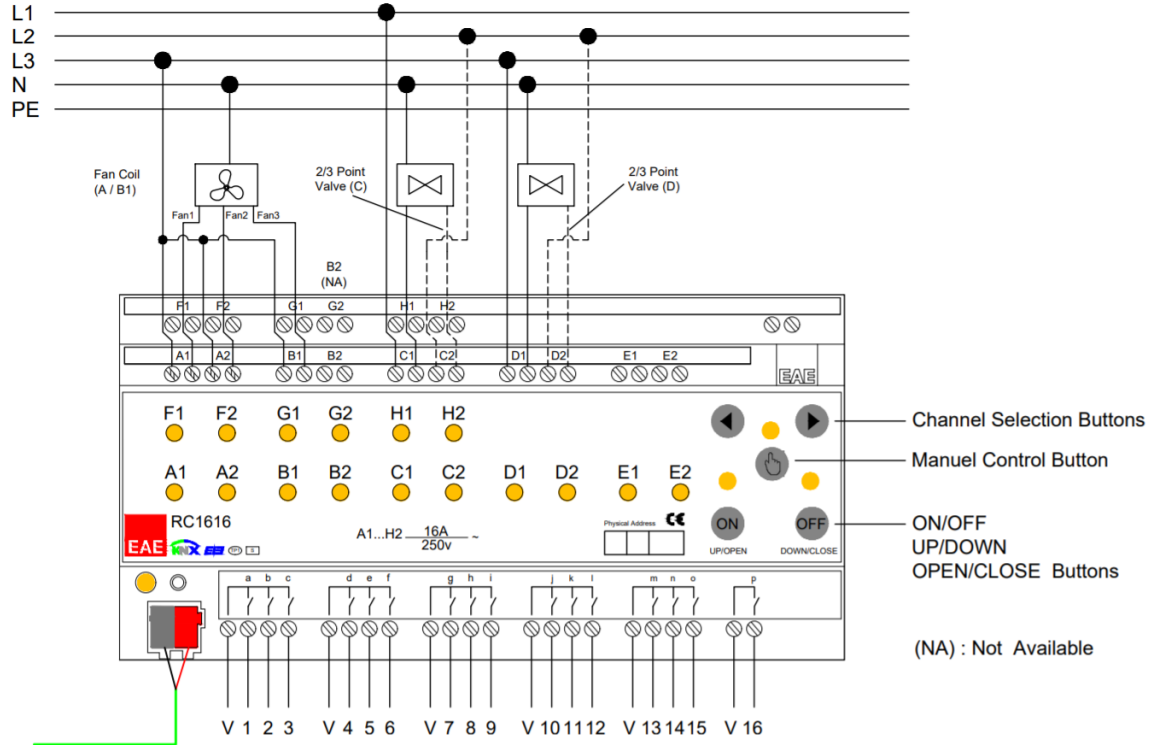 L1
L2
L3
N
PE
Fan Coil
(A / B1)
2/3 Point
Valve (C)
2/3 Point
Valve (D)
Fan1 Fan2 Fan3
B2
(NA)
F1 F2 G1 G2 H1 H2
A1 A2 B1 B2 C1 C2 D1 D2 E1 E2
EAE
F1 F2 G1 G2 H1 H2
A1 A2 B1 B2 C1 C2 D1 D2 E1 E2
Channel Selection Buttons
Manuel Control Button
RC1616
EAE KNX
A1...H2 16A
250v ~
Physical Address CE
ON OFF
UP/OPEN DOWN/CLOSE
ON/OFF
UP/DOWN
OPEN/CLOSE Buttons
a b c d e f g h i j k l m n o p
(NA) : Not Available
V 1 2 3 V 4 5 6 V 7 8 9 V 10 11 12 V 13 14 15 V 16